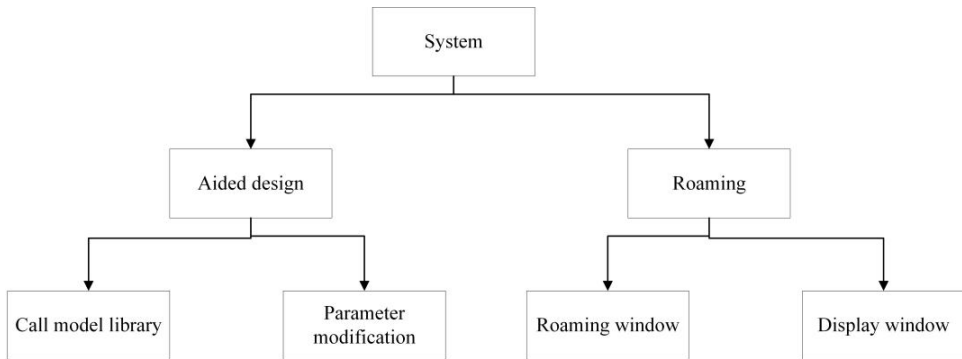 System
Aided design
Roaming
Call model library
Parameter
modification
Roaming window
Display window